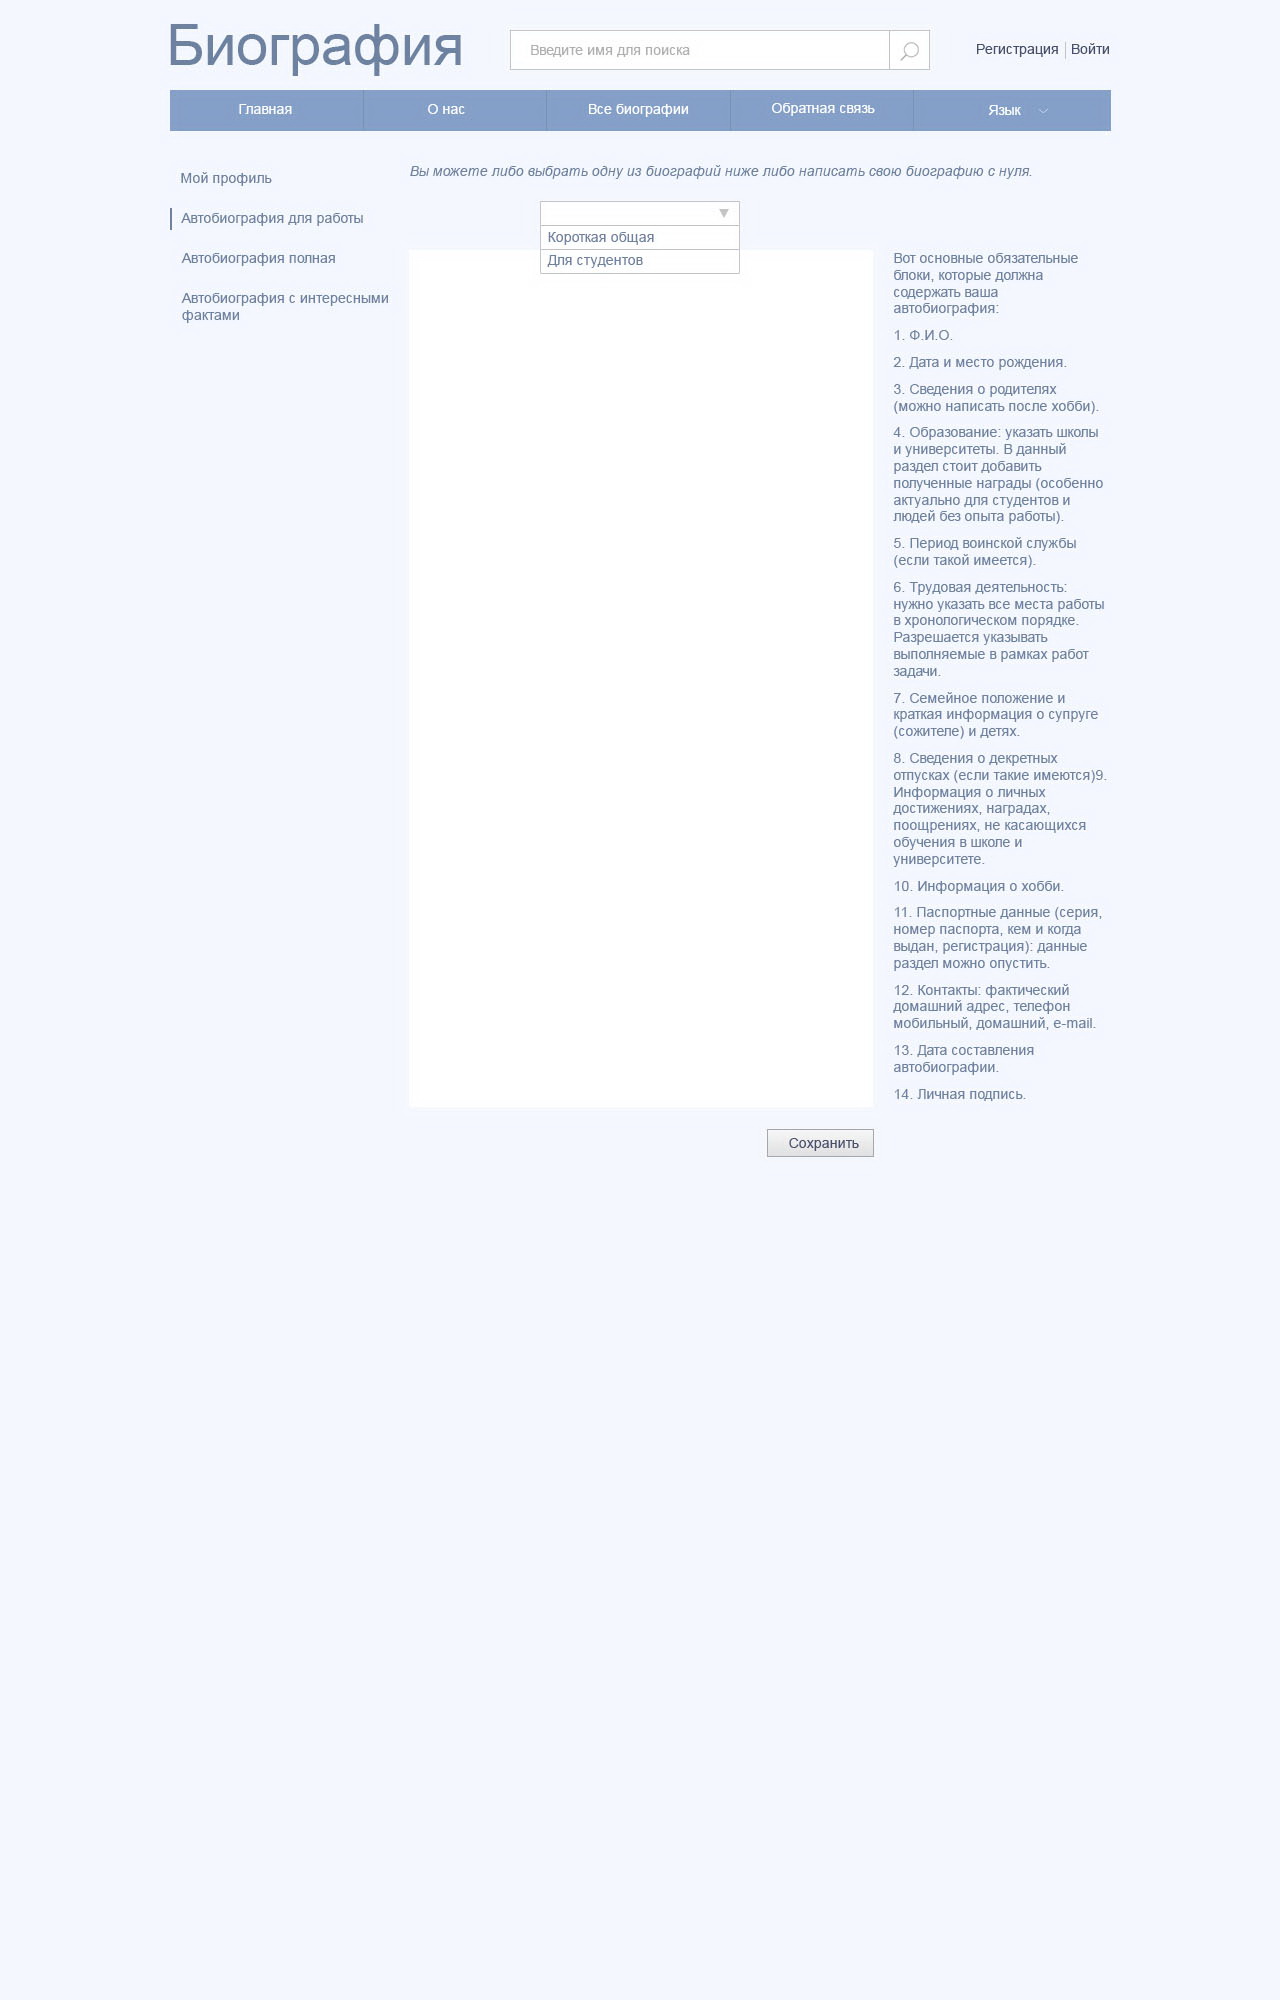 Биография
Введите имя для поиска
Регистрация
Войти
Главная
О нас
Все биографии
Обратная связь
Язык
Мой профиль
Автобиография для работы
Автобиография полная
Автобиография с интересными
фактами
Вы можете либо выбрать одну из биографий ниже либо написать свою биографию с нуля.
Короткая общая
Для студентов
Вот основные обязательные
блоки, которые должна
содержать ваша
автобиография:
1. Ф.И.О.
2. Дата и место рождения.
3. Сведения о родителях
(можно написать после хобби).
4. Образование: указать школы
и университеты. В данный
раздел стоит добавить
полученные награды (особенно
актуально для студентов и
людей без опыта работы).
5. Период воинской службы
(если такой имеется).
6. Трудовая деятельность:
нужно указать все места работы
в хронологическом порядке.
Разрешается указывать
выполняемые в рамках работ
задачи.
7. Семейное положение и
краткая информация о супруге
(сожителе) и детях.
8. Сведения о декретных
отпусках (если такие имеются)9.
Информация о личных
достижениях, наградах,
поощрениях, не касающихся
обучения в школе и
университете.
10. Информация о хобби.
11. Паспортные данные (серия,
номер паспорта, кем и когда
выдан, регистрация): данные
раздел можно опустить.
12. Контакты: фактический
домашний адрес, телефон
мобильный, домашний, e-mail.
13. Дата составления
автобиографии.
14. Личная подпись.
Сохранить